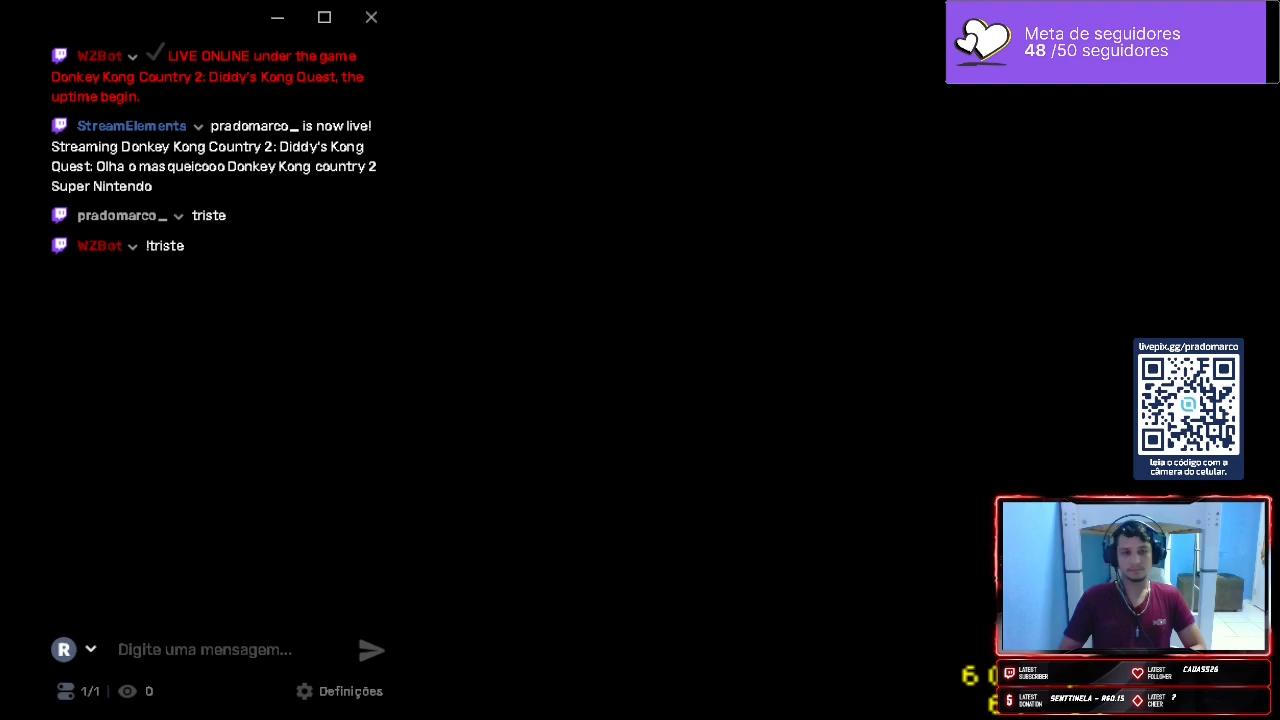 WZBot LIVE ONLINE under the game
Donkey Kong Country 2: Diddy's Kong Quest, the
uptime begin.
StreamElements pradomarco_ is now live!
Streaming Donkey Kong Country 2: Diddy's Kong
Quest: Olha o masqueicooo Donkey Kong country 2
Super Nintendo
pradomarco_ triste
WZBot !triste
R Digite uma mensagem...
1/1 0 Definições
Meta de seguidores
48 /50 seguidores
livepix.gg/pradomarco
leia o código com a
câmera do celular.
LATEST
SUBSCRIBER
LATEST
FOLLOWER
LATEST
DONATION
LATEST
CHEER ?